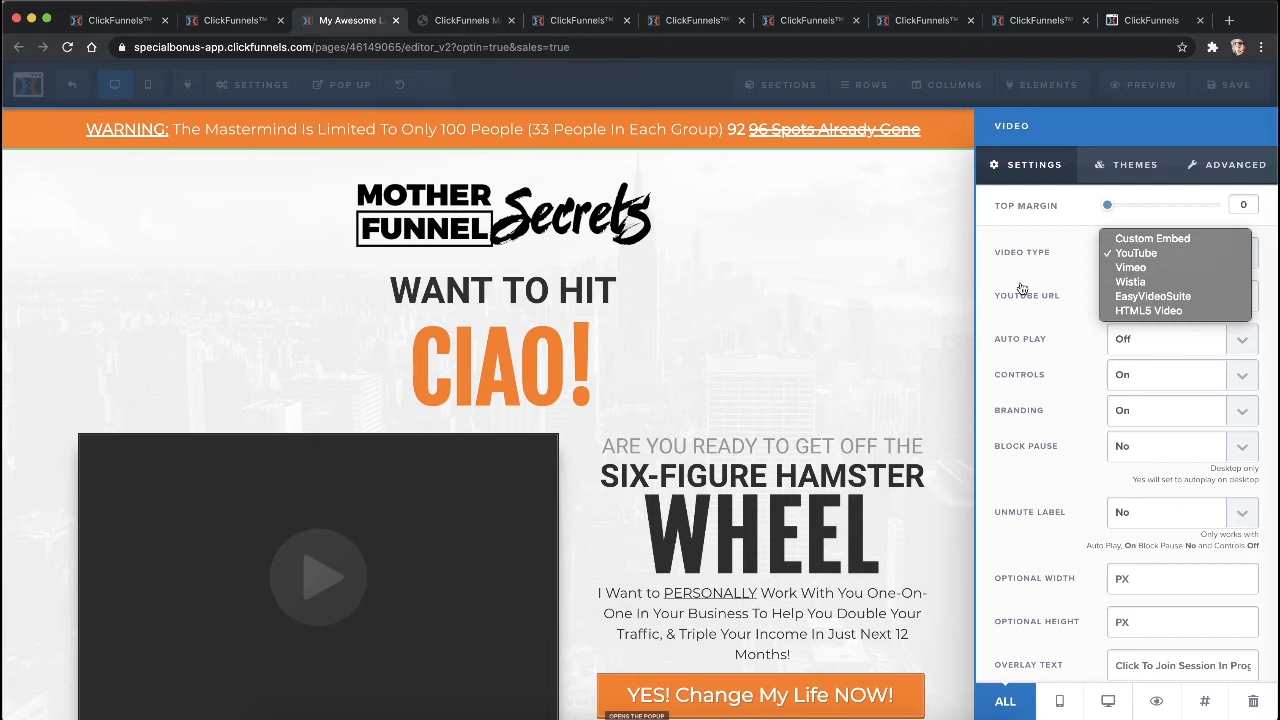 ClickFunnels™
ClickFunnels™
My Awesome L
ClickFunnels M
ClickFunnels™
ClickFunnels™
ClickFunnels™
ClickFunnels™
ClickFunnels™
ClickFunnels
specialbonus-app.clickfunnels.com/pages/46149065/editor_v2?optin=true&sales=true
SETTINGS
POP UP
SECTIONS
ROWS
COLUMNS
ELEMENTS
PREVIEW
SAVE
WARNING: The Mastermind Is Limited To Only 100 People (33 People In Each Group) 92 96 Spots Already Gone
MOTHER
FUNNEL Secrets
WANT TO HIT
CIAO!
ARE YOU READY TO GET OFF THE
SIX-FIGURE HAMSTER
WHEEL
I Want to PERSONALLY Work With You One-On-
One In Your Business To Help You Double Your
Traffic, & Triple Your Income In Just Next 12
Months!
YES! Change My Life NOW!
OPENS THE POPUP
VIDEO
SETTINGS
THEMES
ADVANCED
TOP MARGIN
0
VIDEO TYPE
Custom Embed
✓ YouTube
Vimeo
Wistia
EasyVideoSuite
HTML5 Video
YOUTUBE URL
AUTO PLAY
Off
CONTROLS
On
BRANDING
On
BLOCK PAUSE
No
Desktop only
Yes will set to autoplay on desktop
UNMUTE LABEL
No
Only works with
Auto Play, On Block Pause No and Controls Off
OPTIONAL WIDTH
PX
OPTIONAL HEIGHT
PX
OVERLAY TEXT
Click To Join Session In Prog
ALL
#